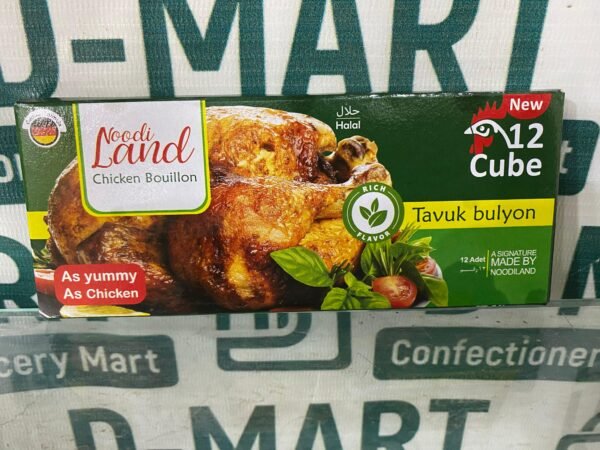 D-MART
New
12
Cube
Noodi
Land
Chicken Bouillon
حلال
Halal
RICH
FLAVOR
Tavuk bulyon
As yummy
As Chicken
12 Adet
A SIGNATURE
MADE BY
NOODILAND
cery Mart
Confectioner
D-MART